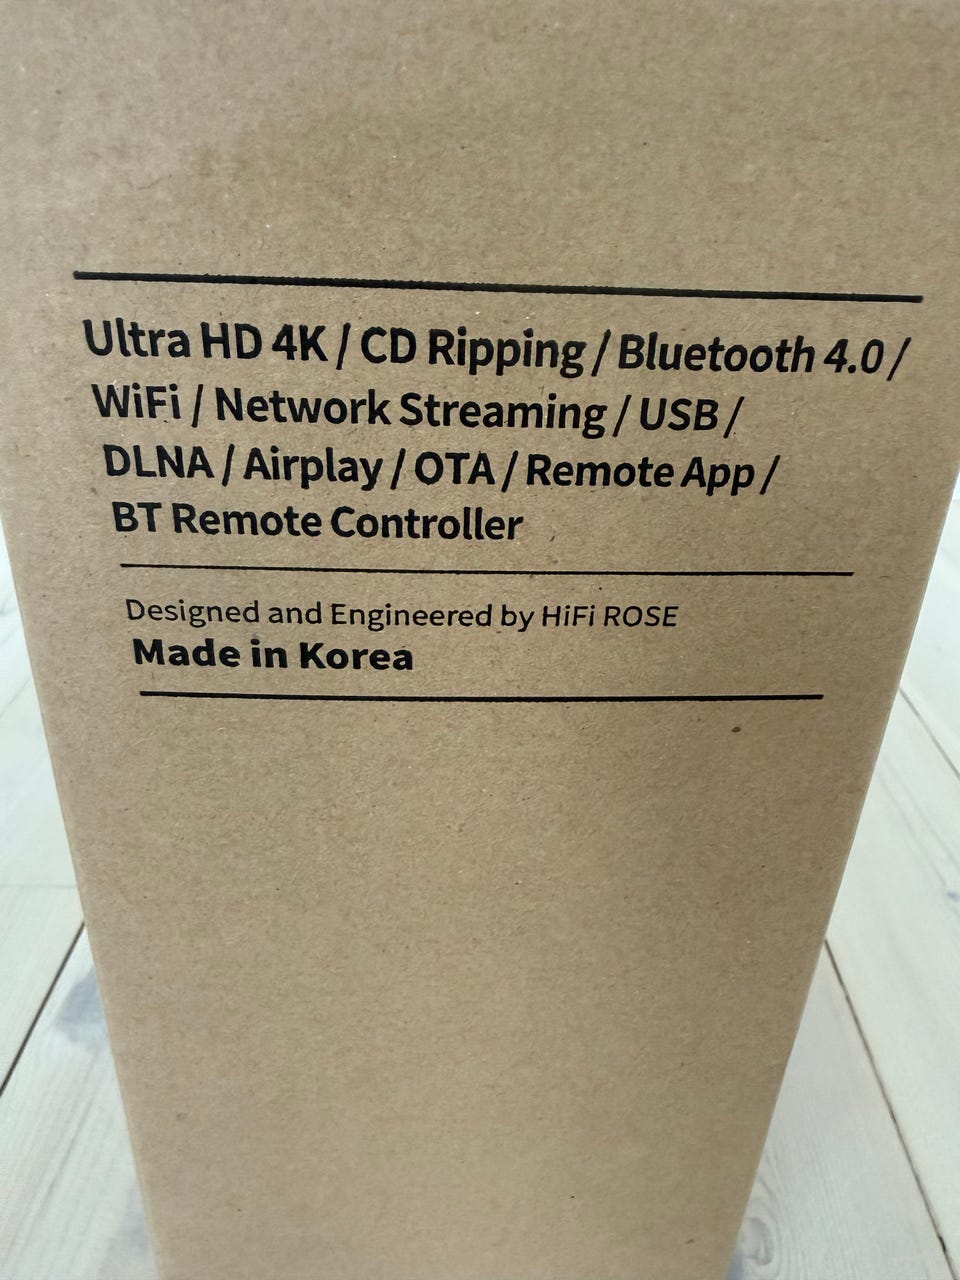 Ultra HD 4K / CD Ripping / Bluetooth 4.0 /
WiFi / Network Streaming / USB /
DLNA / Airplay / OTA / Remote App /
BT Remote Controller
Designed and Engineered by HiFi ROSE
Made in Korea